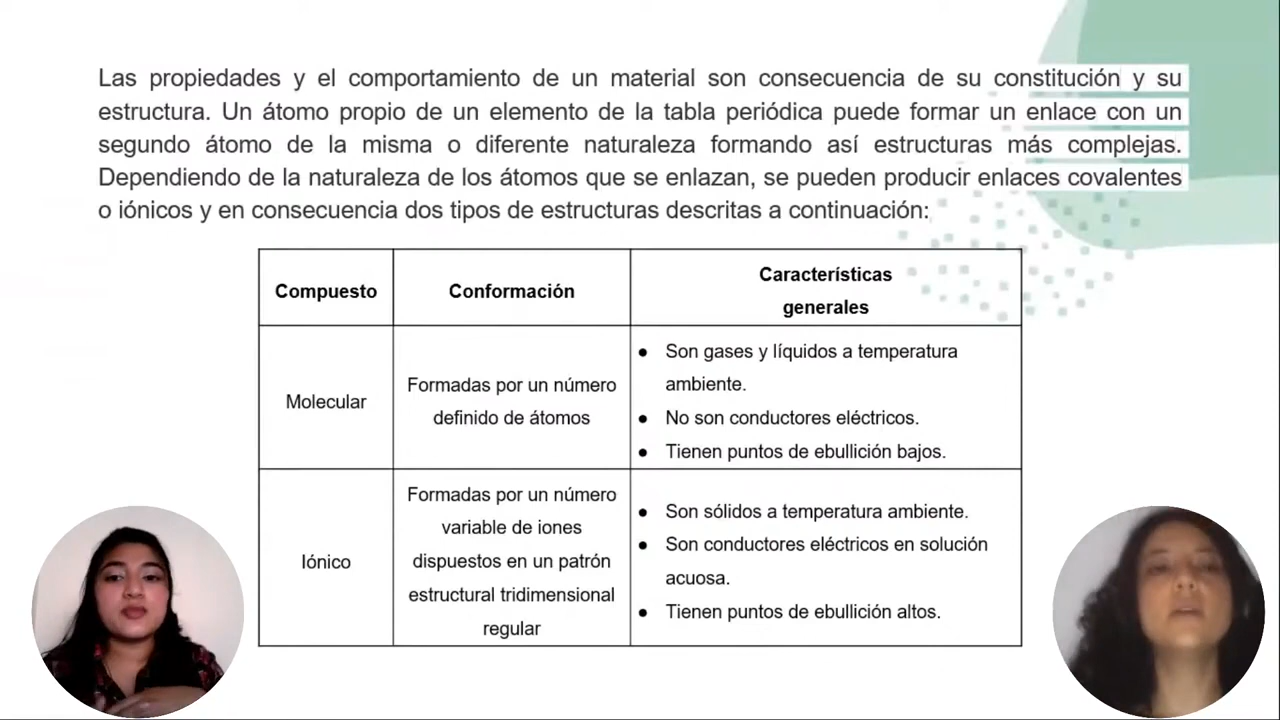 Las propiedades y el comportamiento de un material son consecuencia de su constitución y su
estructura. Un átomo propio de un elemento de la tabla periódica puede formar un enlace con un
segundo átomo de la misma o diferente naturaleza formando así estructuras más complejas.
Dependiendo de la naturaleza de los átomos que se enlazan, se pueden producir enlaces covalentes
o iónicos y en consecuencia dos tipos de estructuras descritas a continuación:
Compuesto
Conformación
Características
generales
Molecular
Formadas por un número
definido de átomos
● Son gases y líquidos a temperatura
ambiente.
● No son conductores eléctricos.
● Tienen puntos de ebullición bajos.
Iónico
Formadas por un número
variable de iones
dispuestos en un patrón
estructural tridimensional
regular
● Son sólidos a temperatura ambiente.
● Son conductores eléctricos en solución
acuosa.
● Tienen puntos de ebullición altos.